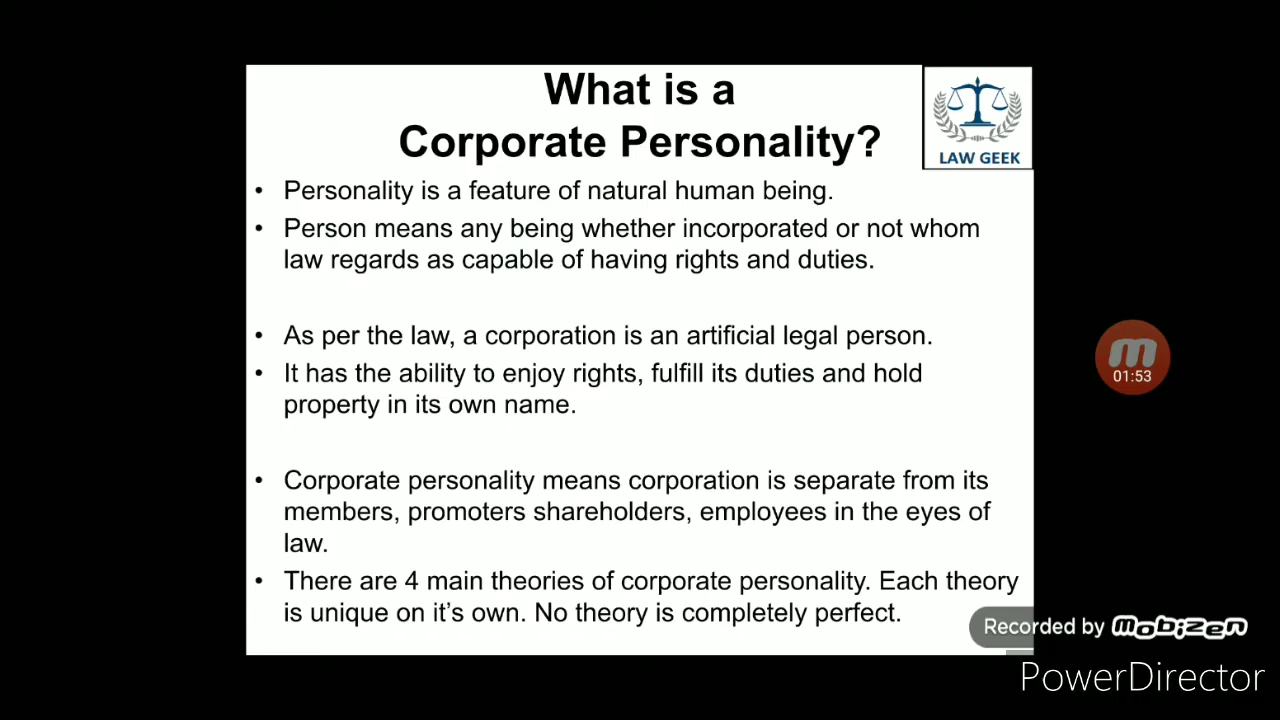 What is a
Corporate Personality?
LAW GEEK
• Personality is a feature of natural human being.
• Person means any being whether incorporated or not whom
law regards as capable of having rights and duties.
• As per the law, a corporation is an artificial legal person.
• It has the ability to enjoy rights, fulfill its duties and hold
property in its own name.
01:53
• Corporate personality means corporation is separate from its
members, promoters shareholders, employees in the eyes of
law.
• There are 4 main theories of corporate personality. Each theory
is unique on it's own. No theory is completely perfect.
Recorded by mobizen
PowerDirector